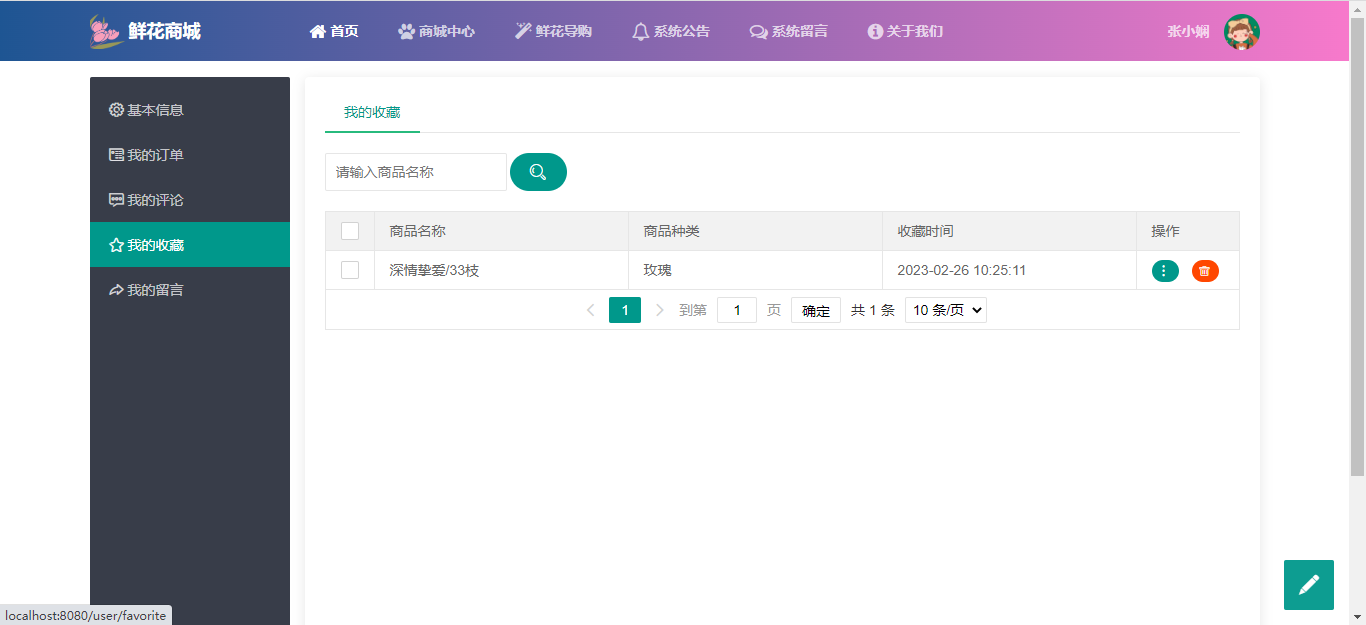 鲜花商城 首页 商城中心 鲜花导购 系统公告 系统留言 关于我们 张小娴
基本信息
我的订单
我的评论
我的收藏
我的留言
我的收藏
请输入商品名称
商品名称 商品种类 收藏时间 操作
深情挚爱/33枝 玫瑰 2023-02-26 10:25:11
1 到第 1 页 确定 共 1 条 10 条/页
localhost:8080/user/favorite